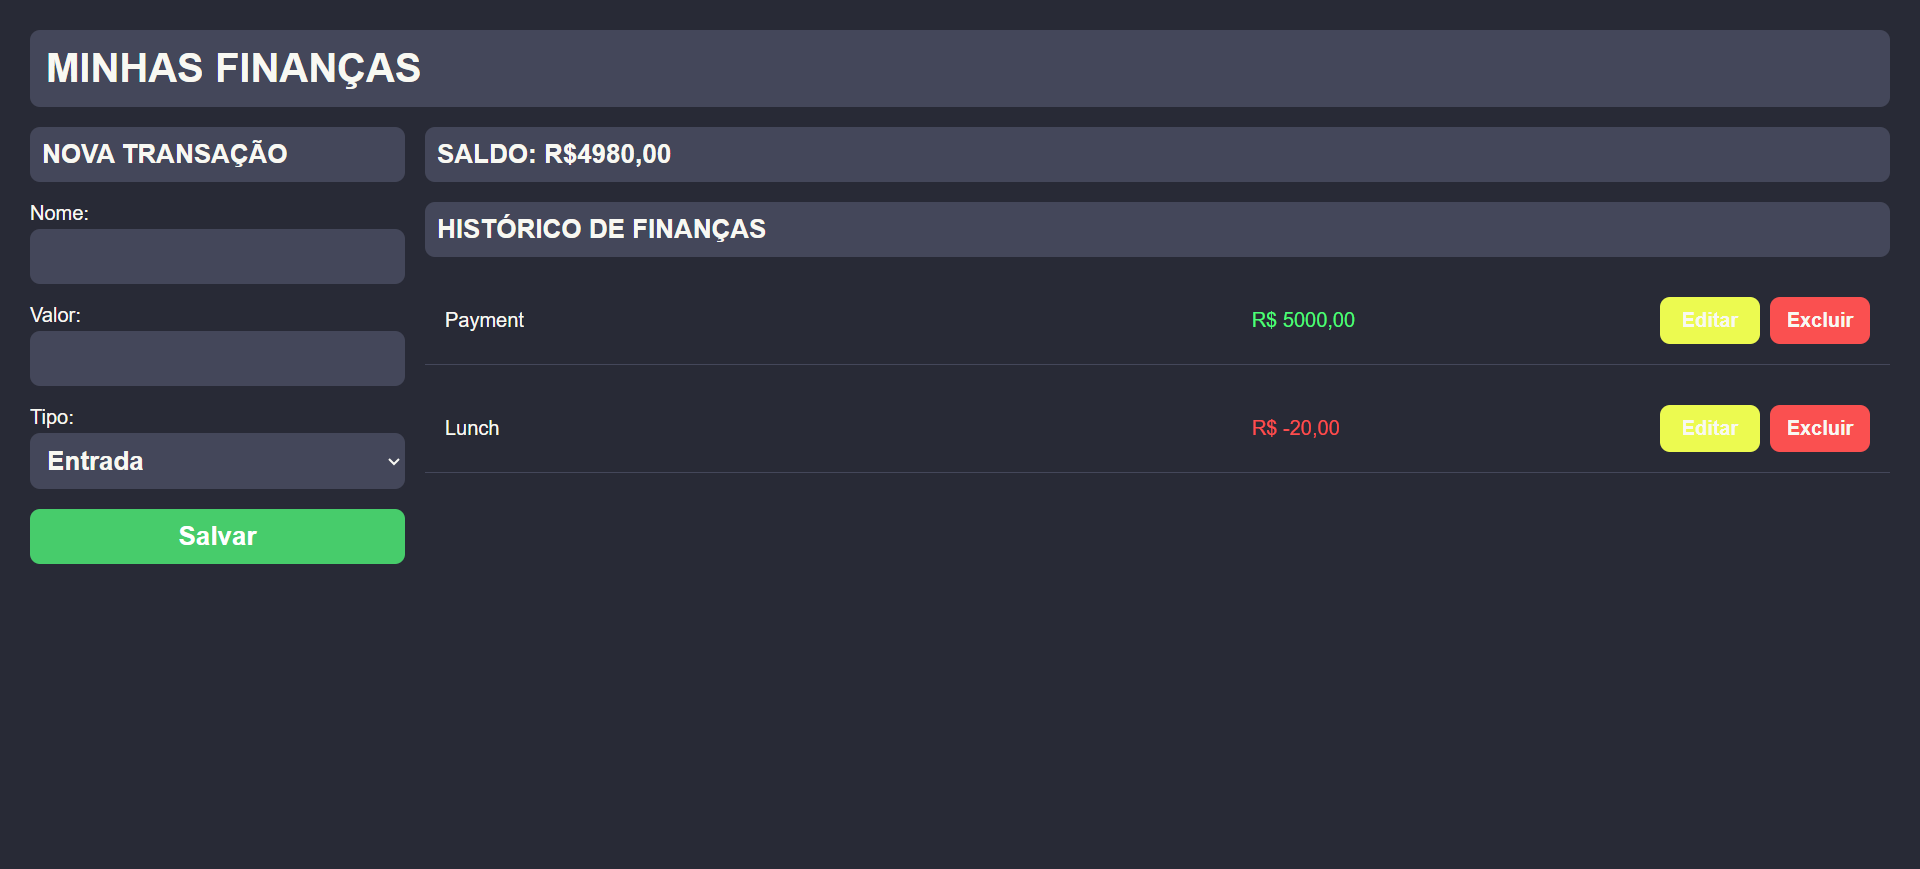 MINHAS FINANÇAS
NOVA TRANSAÇÃO
Nome:
Valor:
Tipo:
Entrada
Salvar
SALDO: R$4980,00
HISTÓRICO DE FINANÇAS
Payment R$ 5000,00 Editar Excluir
Lunch R$ -20,00 Editar Excluir